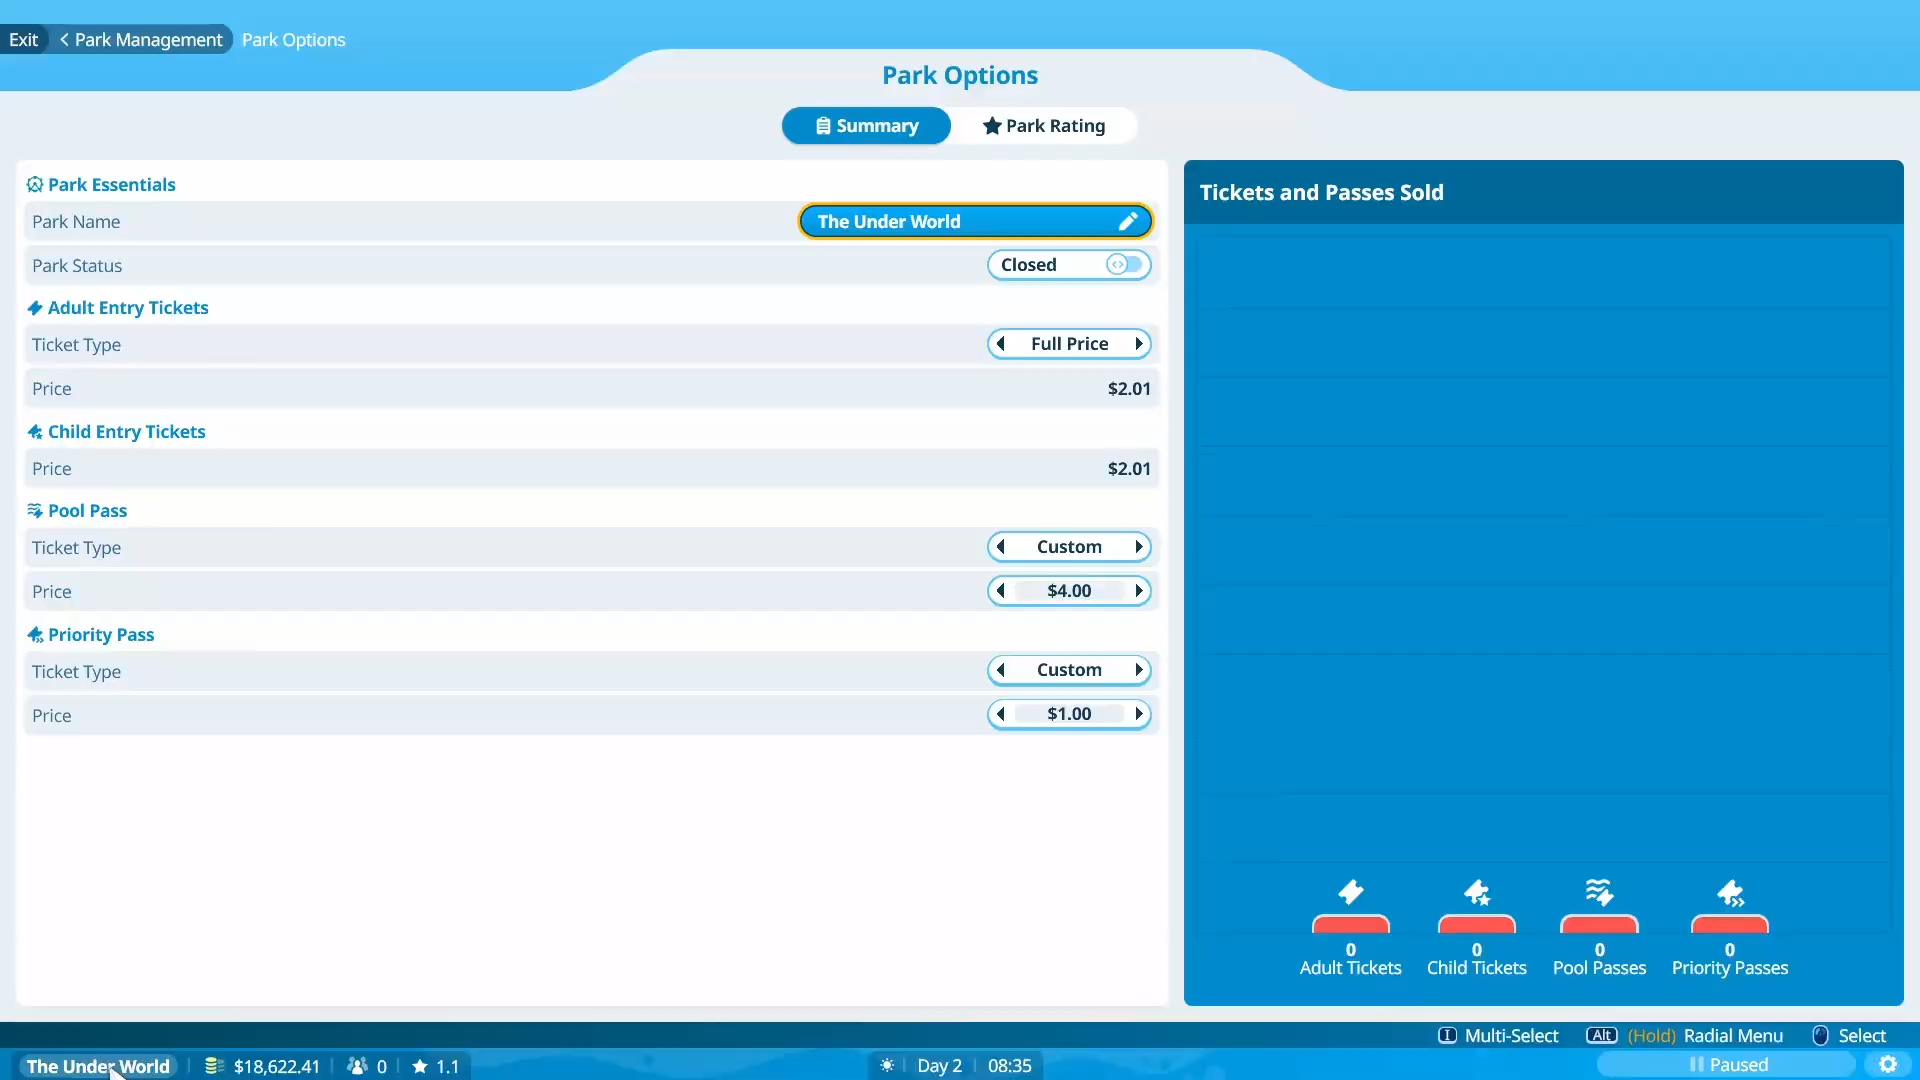 Exit < Park Management Park Options
Park Options
Summary Park Rating
Park Essentials
Park Name The Under World
Park Status Closed
Adult Entry Tickets
Ticket Type Full Price
Price $2.01
Child Entry Tickets
Price $2.01
Pool Pass
Ticket Type Custom
Price $4.00
Priority Pass
Ticket Type Custom
Price $1.00
Tickets and Passes Sold
0 0 0 0
Adult Tickets Child Tickets Pool Passes Priority Passes
I Multi-Select Alt (Hold) Radial Menu Select
The Under World $18,622.41 0 1.1 Day 2 08:35 Paused